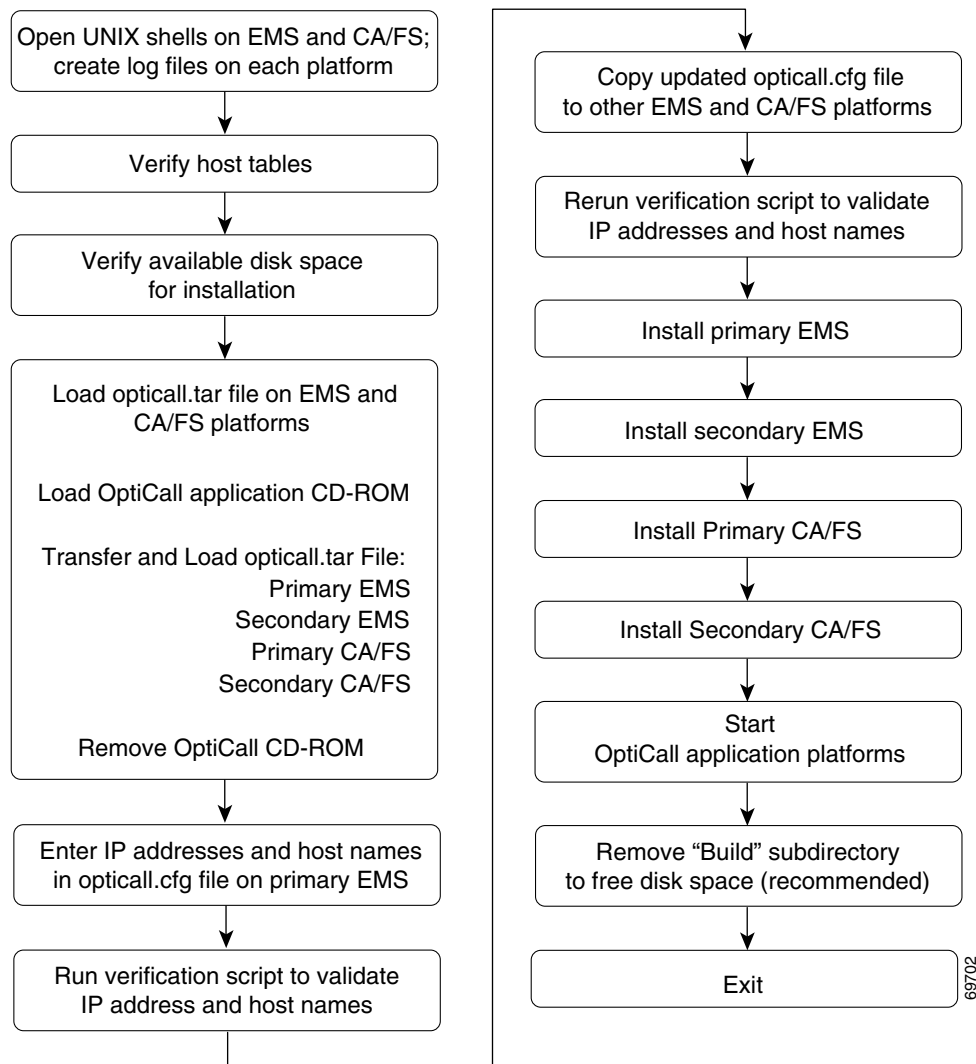 Open UNIX shells on EMS and CA/FS;
create log files on each platform
Verify host tables
Verify available disk space
for installation
Load opticall.tar file on EMS and
CA/FS platforms
Load OptiCall application CD-ROM
Transfer and Load opticall.tar File:
Primary EMS
Secondary EMS
Primary CA/FS
Secondary CA/FS
Remove OptiCall CD-ROM
Enter IP addresses and host names
in opticall.cfg file on primary EMS
Run verification script to validate
IP address and host names
Copy updated opticall.cfg file
to other EMS and CA/FS platforms
Rerun verification script to validate
IP addresses and host names
Install primary EMS
Install secondary EMS
Install Primary CA/FS
Install Secondary CA/FS
Start
OptiCall application platforms
Remove “Build” subdirectory
to free disk space (recommended)
Exit
69702